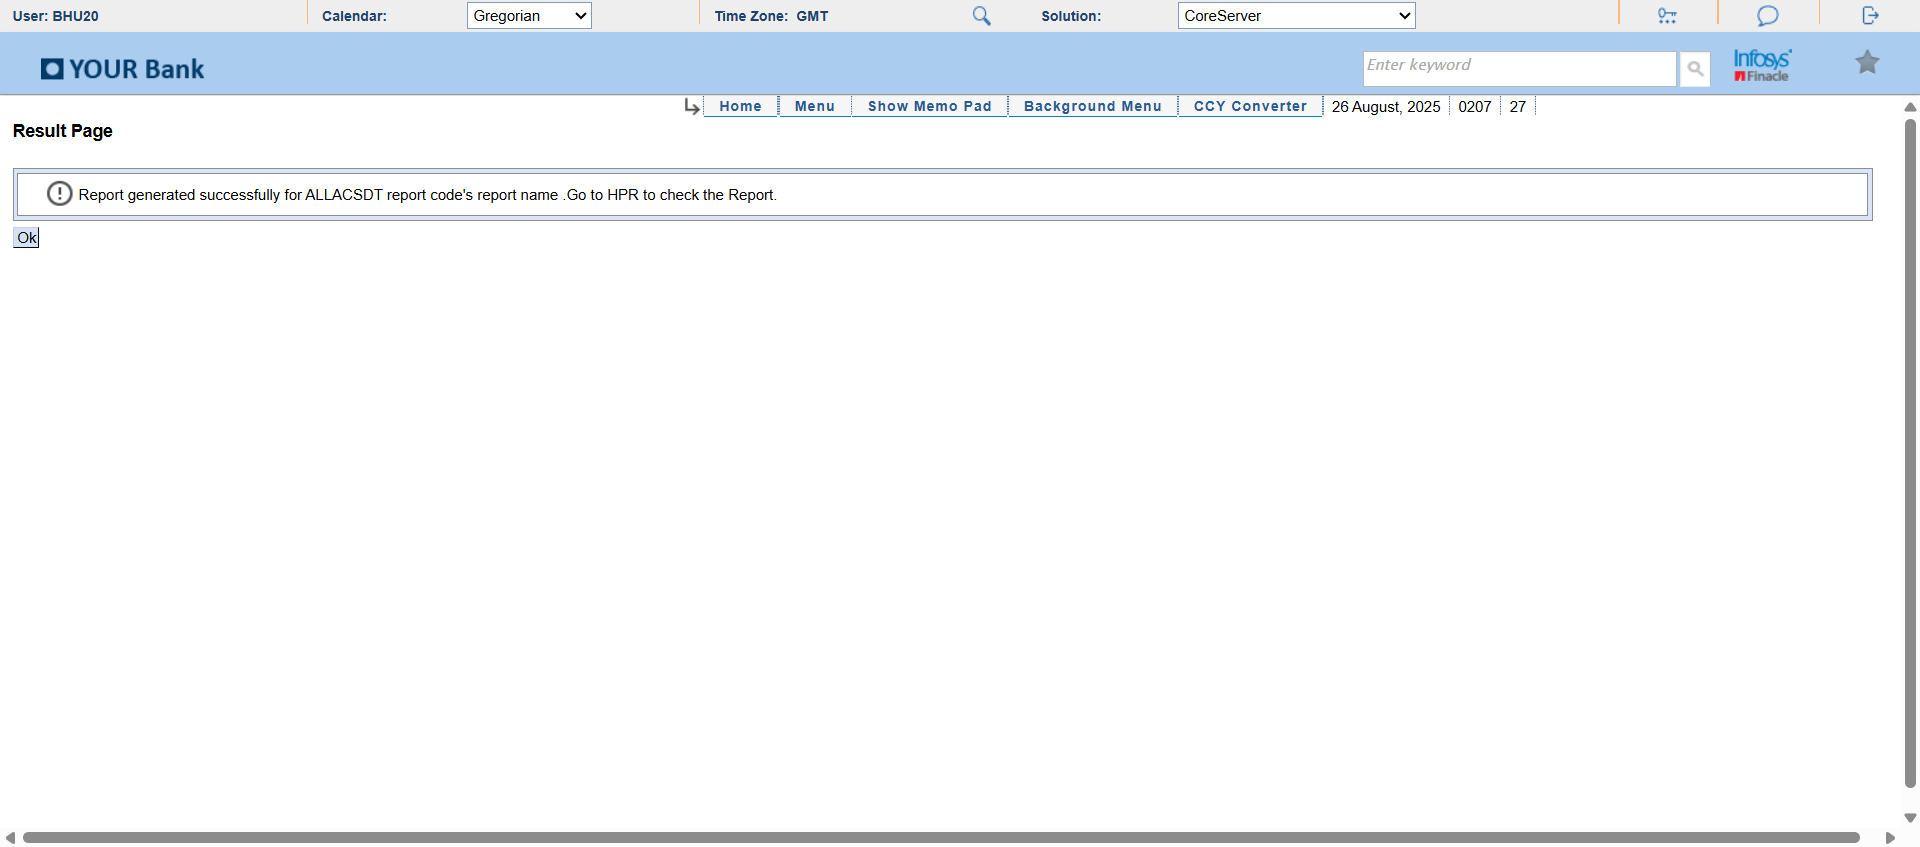 User: BHU20 Calendar: Gregorian Time Zone: GMT Solution: CoreServer
YOUR Bank Enter keyword Infosys Finacle
Home Menu Show Memo Pad Background Menu CCY Converter 26 August, 2025 0207 27
Result Page
Report generated successfully for ALLACSDT report code's report name .Go to HPR to check the Report.
Ok